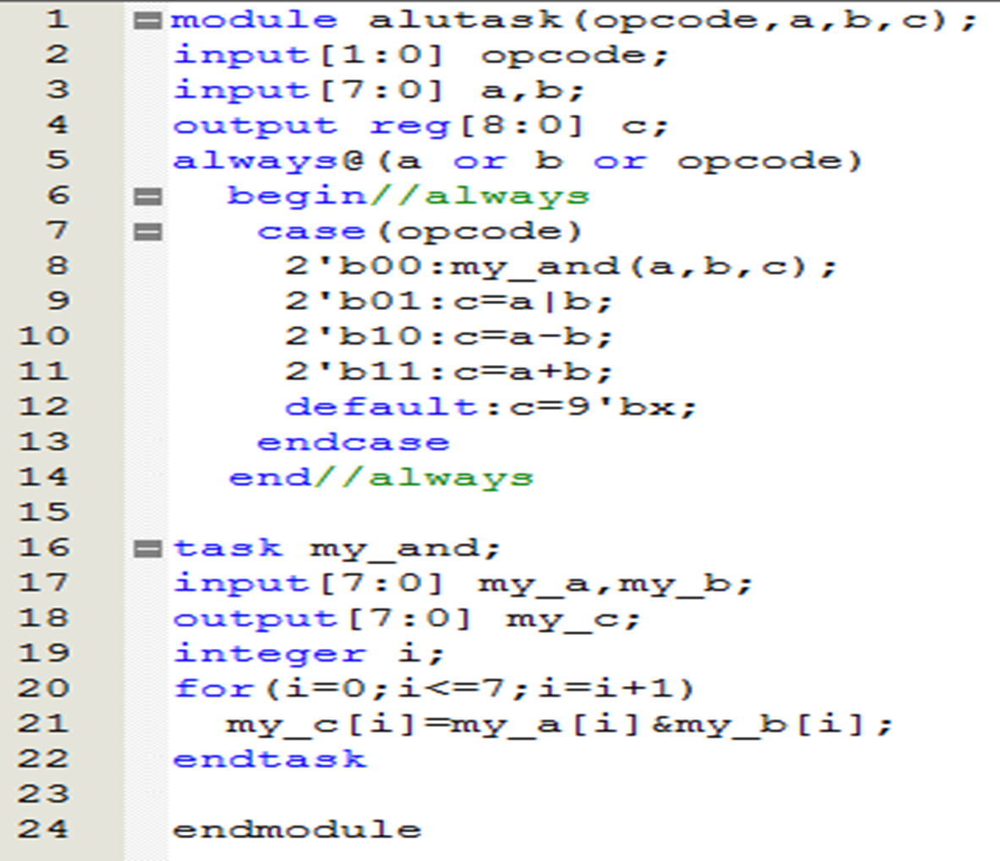 1 module alutask(opcode,a,b,c);
2 input[1:0] opcode;
3 input[7:0] a,b;
4 output reg[8:0] c;
5 always@(a or b or opcode)
6 begin//always
7 case(opcode)
8 2'b00:my_and(a,b,c);
9 2'b01:c=a|b;
10 2'b10:c=a-b;
11 2'b11:c=a+b;
12 default:c=9'bx;
13 endcase
14 end//always
15
16 task my_and;
17 input[7:0] my_a,my_b;
18 output[7:0] my_c;
19 integer i;
20 for(i=0;i<=7;i=i+1)
21 my_c[i]=my_a[i]&my_b[i];
22 endtask
23
24 endmodule